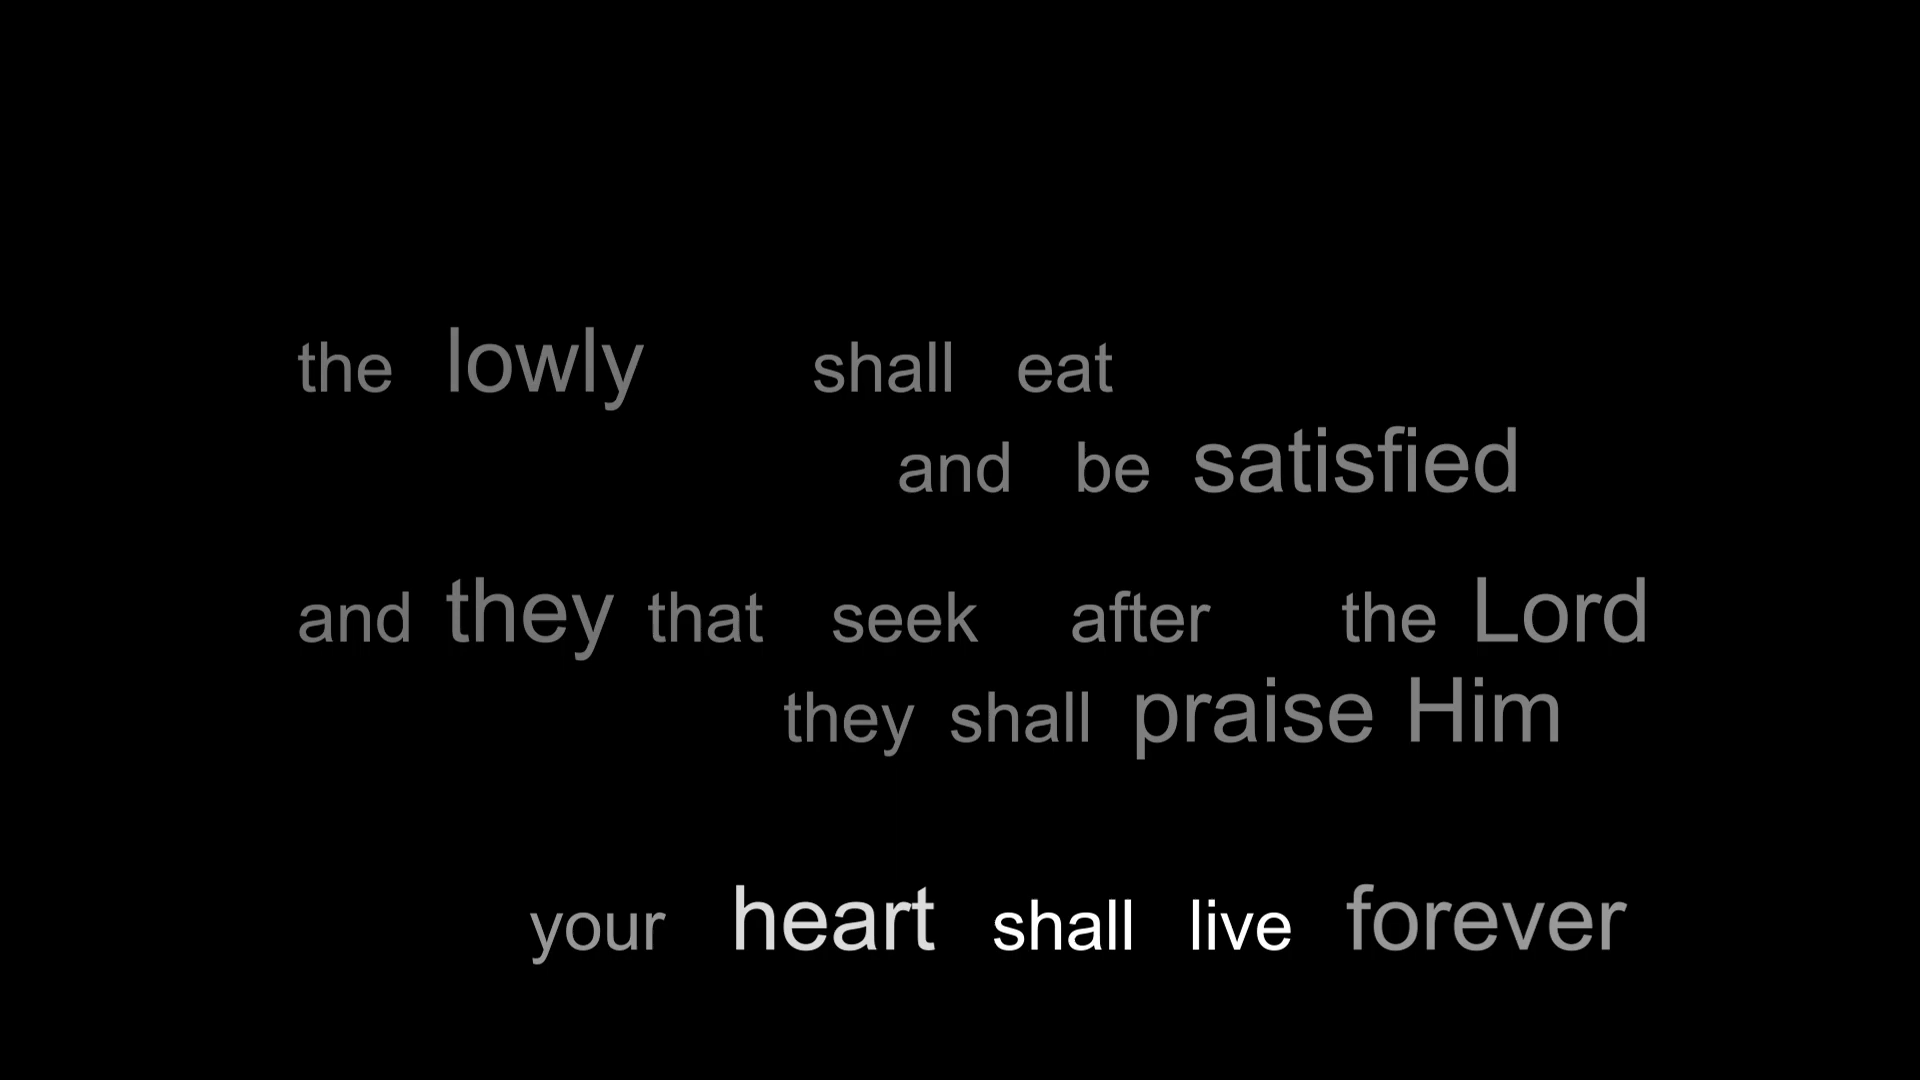 the lowly shall eat
and be satisfied
and they that seek after the Lord
they shall praise Him
your heart shall live forever